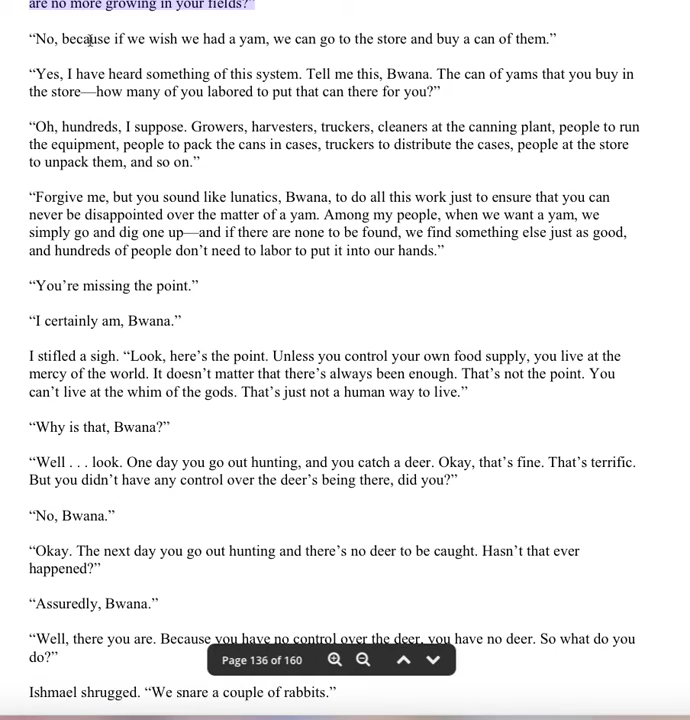 are no more growing in your fields?”
“No, because if we wish we had a yam, we can go to the store and buy a can of them.”
“Yes, I have heard something of this system. Tell me this, Bwana. The can of yams that you buy in
the store—how many of you labored to put that can there for you?”
“Oh, hundreds, I suppose. Growers, harvesters, truckers, cleaners at the canning plant, people to run
the equipment, people to pack the cans in cases, truckers to distribute the cases, people at the store
to unpack them, and so on.”
“Forgive me, but you sound like lunatics, Bwana, to do all this work just to ensure that you can
never be disappointed over the matter of a yam. Among my people, when we want a yam, we
simply go and dig one up—and if there are none to be found, we find something else just as good,
and hundreds of people don’t need to labor to put it into our hands.”
“You’re missing the point.”
“I certainly am, Bwana.”
I stifled a sigh. “Look, here’s the point. Unless you control your own food supply, you live at the
mercy of the world. It doesn’t matter that there’s always been enough. That’s not the point. You
can’t live at the whim of the gods. That’s just not a human way to live.”
“Why is that, Bwana?”
“Well . . . look. One day you go out hunting, and you catch a deer. Okay, that’s fine. That’s terrific.
But you didn’t have any control over the deer’s being there, did you?”
“No, Bwana.”
“Okay. The next day you go out hunting and there’s no deer to be caught. Hasn’t that ever
happened?”
“Assuredly, Bwana.”
“Well, there you are. Because you have no control over the deer, you have no deer. So what do you
do?”
Page 136 of 160
Ishmael shrugged. “We snare a couple of rabbits.”